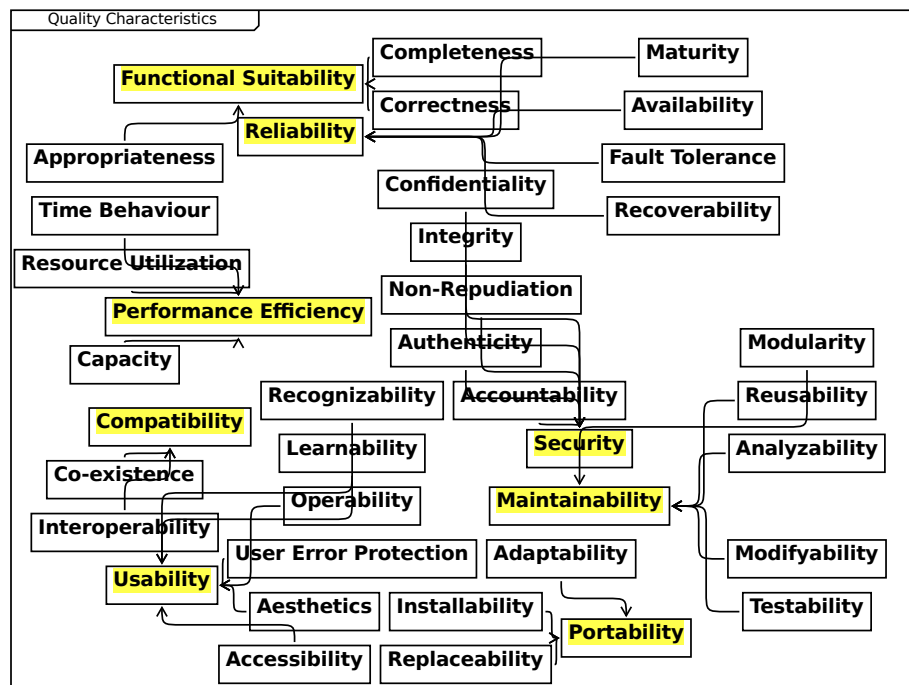 Quality Characteristics
Completeness
Maturity
Functional Suitability
Correctness
Availability
Reliability
Appropriateness
Fault Tolerance
Confidentiality
Time Behaviour
Recoverability
Integrity
Resource Utilization
Non-Repudiation
Performance Efficiency
Authenticity
Modularity
Capacity
Recognizability
Accountability
Reusability
Compatibility
Learnability
Security
Analyzability
Co-existence
Operability
Maintainability
Interoperability
User Error Protection
Adaptability
Modifyability
Usability
Aesthetics
Installability
Testability
Portability
Accessibility
Replaceability